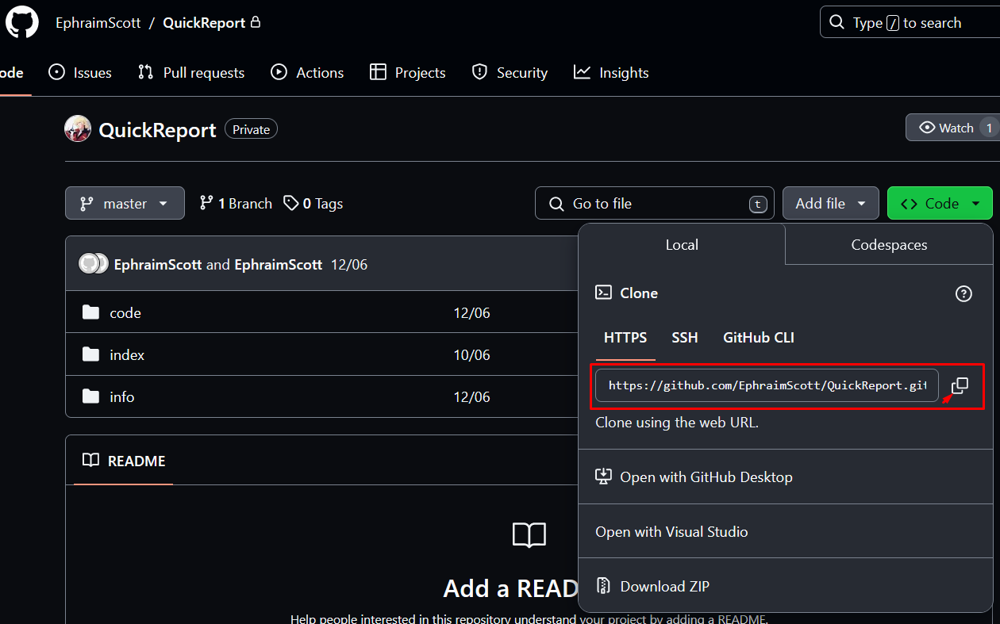 EphraimScott / QuickReport
Type / to search
ode
Issues
Pull requests
Actions
Projects
Security
Insights
QuickReport
Private
Watch 1
master
1 Branch
0 Tags
Go to file
t
Add file
Code
EphraimScott and EphraimScott 12/06
code 12/06
index 10/06
info 12/06
README
Add a READ
Help people interested in this repository understand your project by adding a README.
Local
Codespaces
Clone
HTTPS
SSH
GitHub CLI
https://github.com/EphraimScott/QuickReport.git
Clone using the web URL.
Open with GitHub Desktop
Open with Visual Studio
Download ZIP